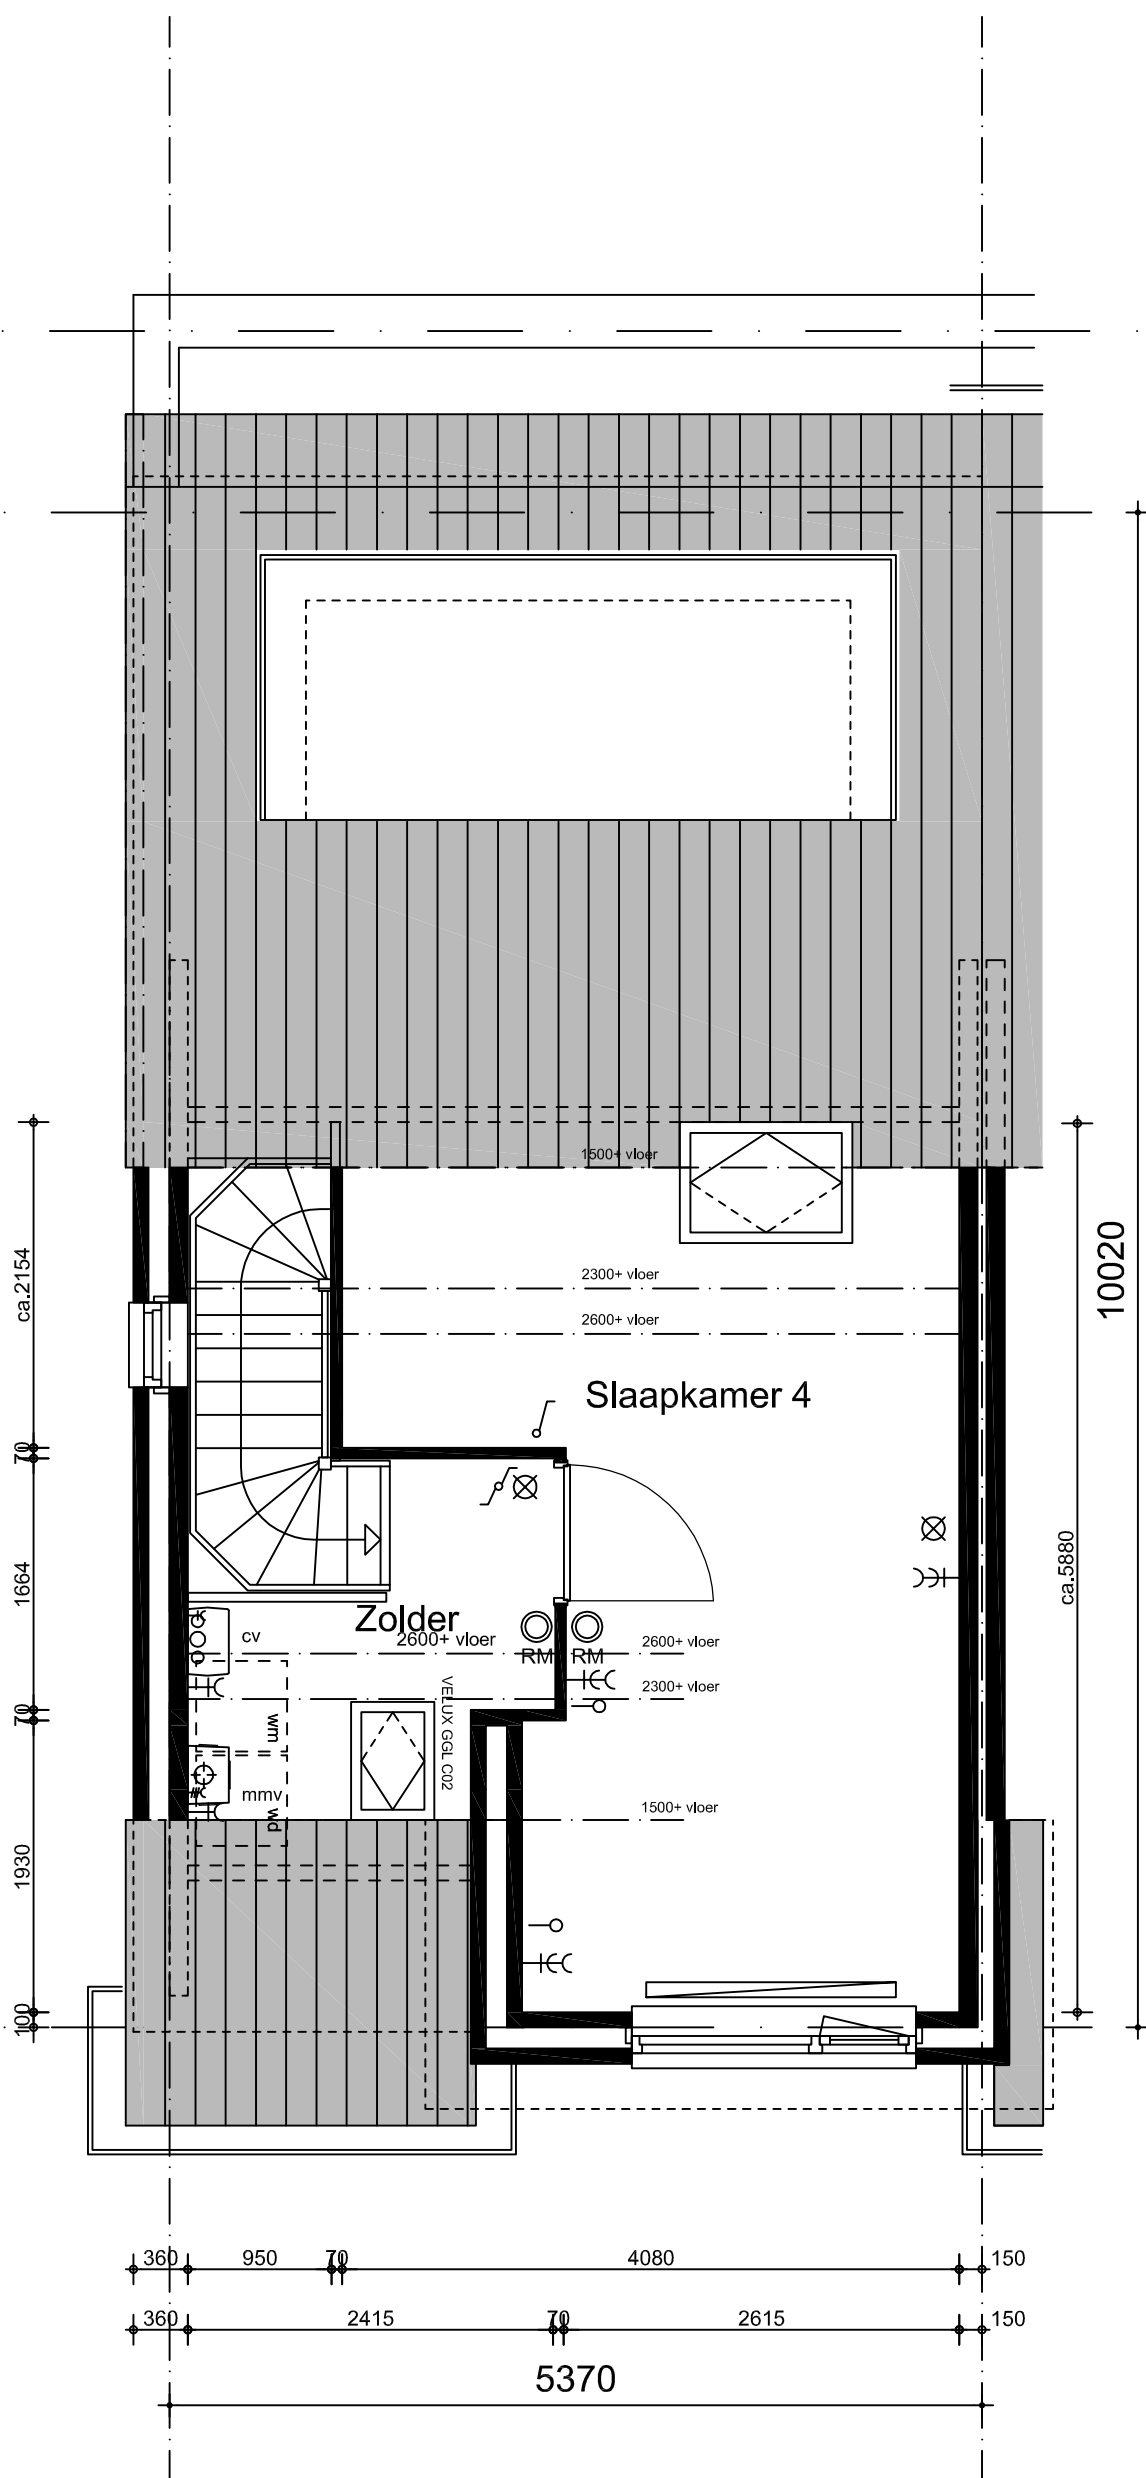 1500+ vloer
ca.2154
10020
2300+ vloer
2600+ vloer
Slaapkamer 4
70
ca.5880
1664
Zolder
K
cv
2600+ vloer
RM
RM
2600+ vloer
2300+ vloer
VELUX GGL C02
70
wm
mmv
wd
1500+ vloer
1930
100
360
950
70
4080
150
360
2415
70
2615
150
5370